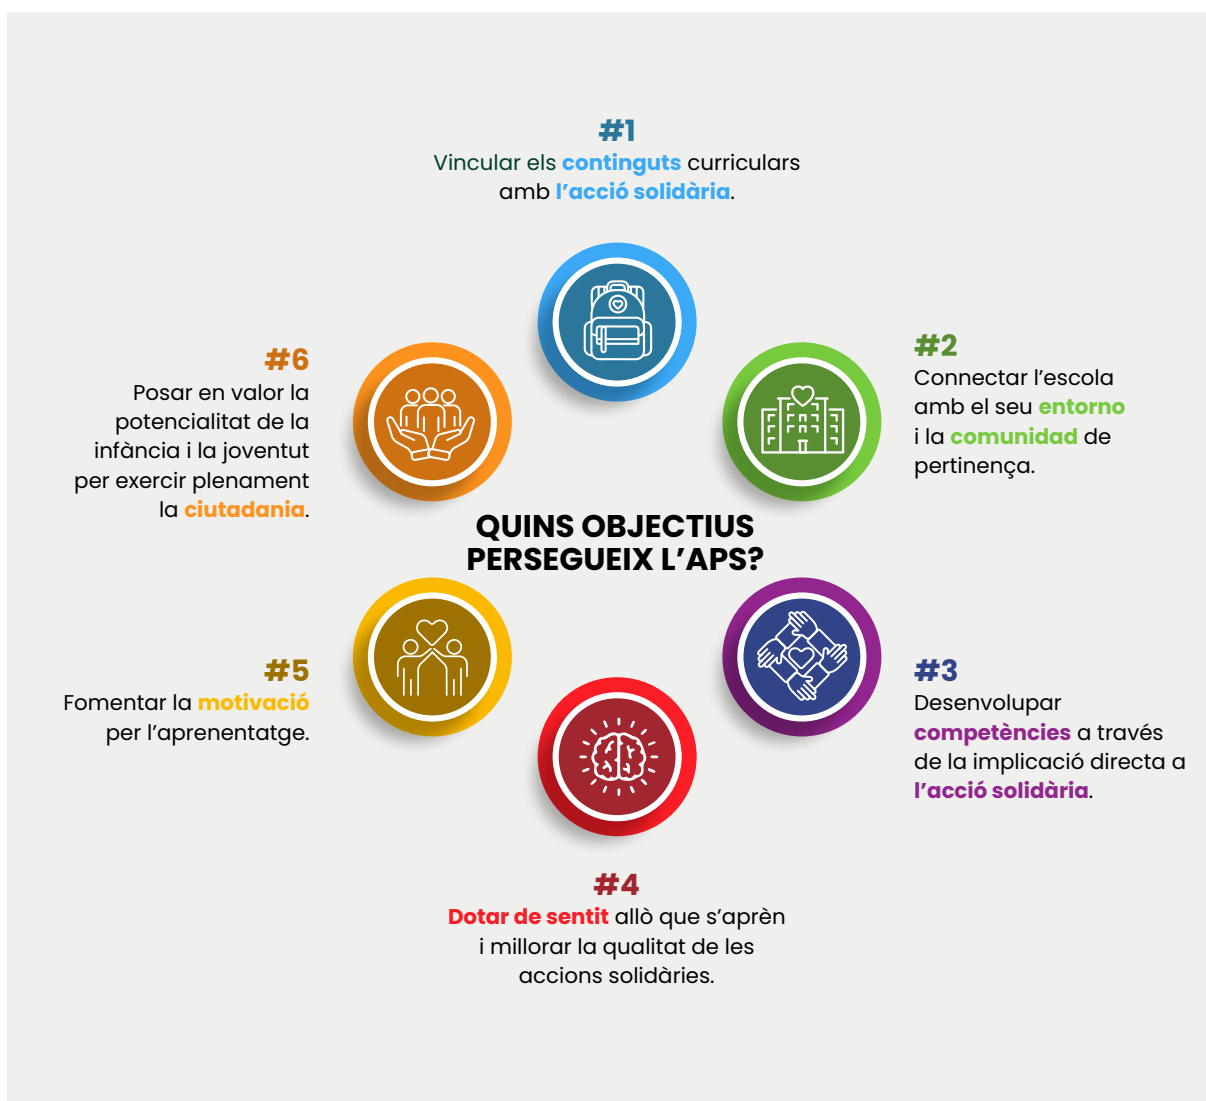 #1
Vincular els continguts curriculars
amb l’acció solidària.
#2
Connectar l’escola
amb el seu entorno
i la comunidad de
pertinença.
#6
Posar en valor la
potencialitat de la
infància i la joventut
per exercir plenament
la ciutadania.
QUINS OBJECTIUS
PERSEGUEIX L’APS?
#3
Desenvolupar
competències a través
de la implicació directa a
l’acció solidària.
#5
Fomentar la motivació
per l’aprenentatge.
#4
Dotar de sentit allò que s’aprèn
i millorar la qualitat de les
accions solidàries.